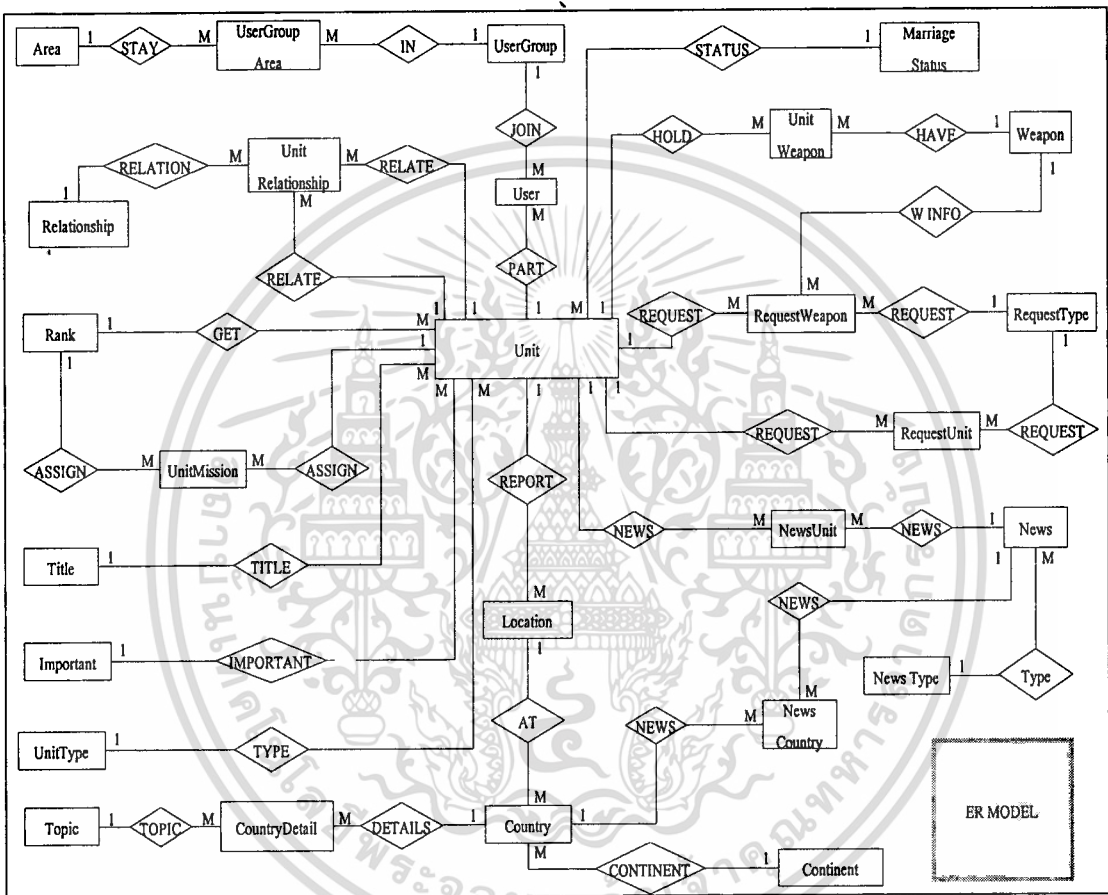 Area 1 STAY M UserGroup Area M IN 1 UserGroup
1 STATUS 1 Marriage Status
JOIN
HOLD M Unit Weapon M HAVE 1 Weapon
1
RELATION M Unit Relationship M RELATE
M
M
User
M
1
Relationship
W INFO
RELATE
PART
M
Rank 1 GET M
1 1 1 M 1
Unit
1
REQUEST M RequestWeapon M REQUEST 1 RequestType
1
1
1
M
M M 1 1 1
REQUEST M RequestUnit M REQUEST
ASSIGN M UnitMission M ASSIGN
REPORT
NEWS M NewsUnit M NEWS 1 News
1 M
Title 1 TITLE
M
Location
1
NEWS
Important 1 IMPORTANT
News Type 1 Type
M
AT
NEWS M News Country
UnitType 1 TYPE
M
1
Topic 1 TOPIC M CountryDetail M DETAILS 1 Country 1
M
CONTINENT 1 Continent
ER MODEL